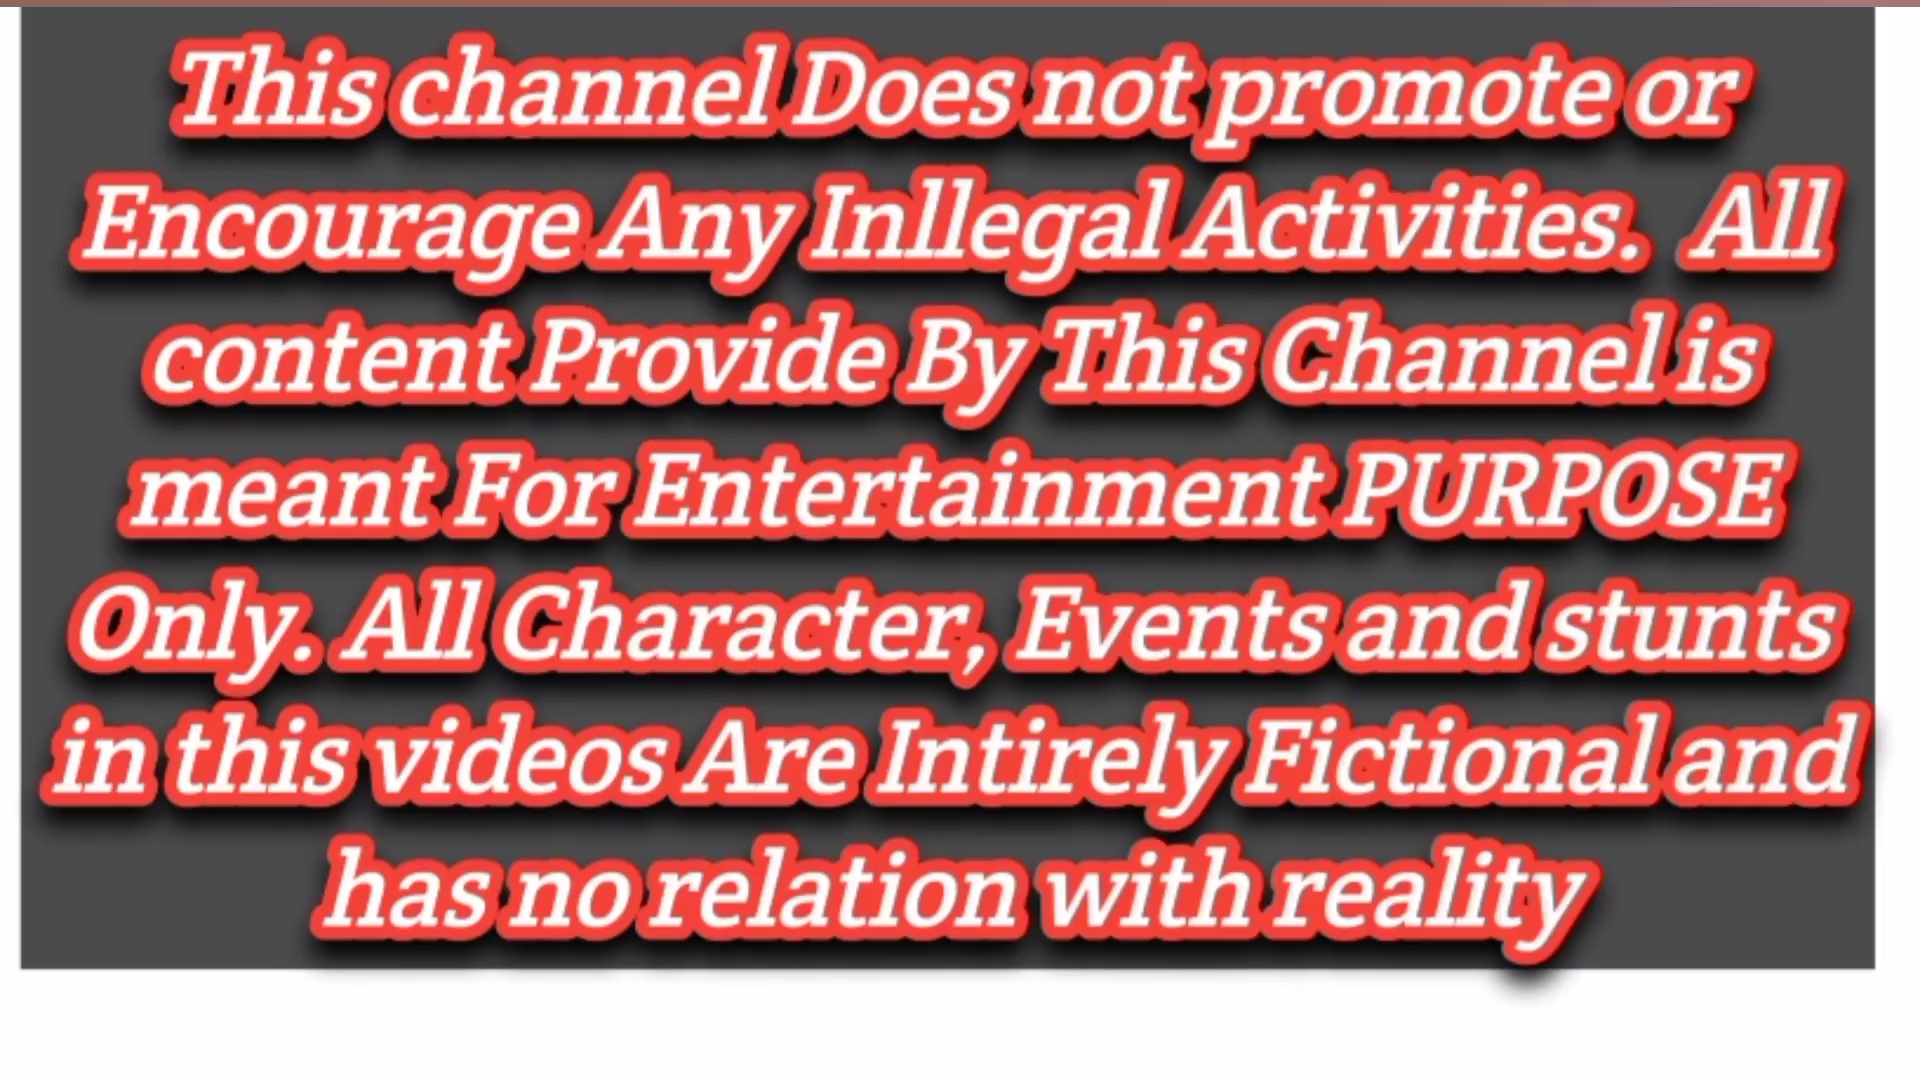 This channel Does not promote or
Encourage Any Inllegal Activities. All
content Provide By This Channel is
meant For Entertainment PURPOSE
Only. All Character, Events and stunts
in this videos Are Intirely Fictional and
has no relation with reality